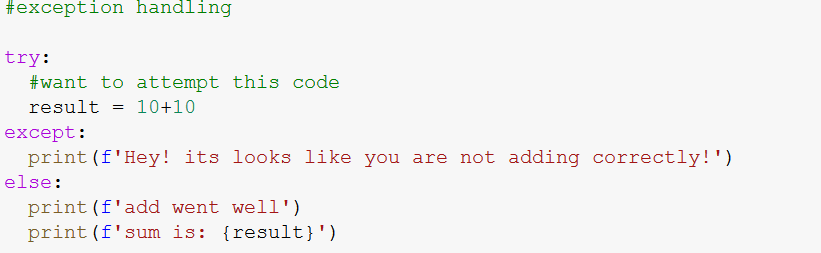 #exception handling
try:
  #want to attempt this code
  result = 10+10
except:
  print(f'Hey! its looks like you are not adding correctly!')
else:
  print(f'add went well')
  print(f'sum is: {result}')